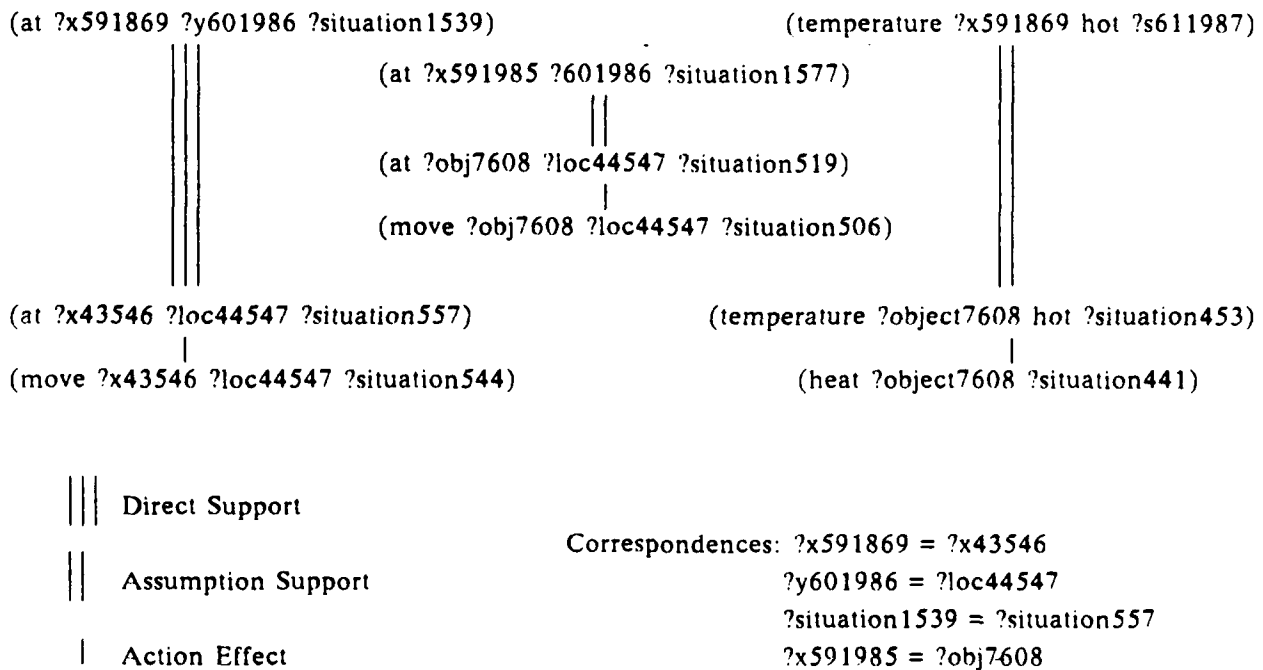 (at ?x591869 ?y601986 ?situation1539)
(temperature ?x591869 hot ?s611987)
(at ?x591985 ?601986 ?situation1577)
(at ?obj7608 ?loc44547 ?situation519)
(move ?obj7608 ?loc44547 ?situation506)
(at ?x43546 ?loc44547 ?situation557)
(temperature ?object7608 hot ?situation453)
(move ?x43546 ?loc44547 ?situation544)
(heat ?object7608 ?situation441)
Direct Support
Correspondences: ?x591869 = ?x43546
Assumption Support
?y601986 = ?loc44547
?situation1539 = ?situation557
Action Effect
?x591985 = ?obj7608